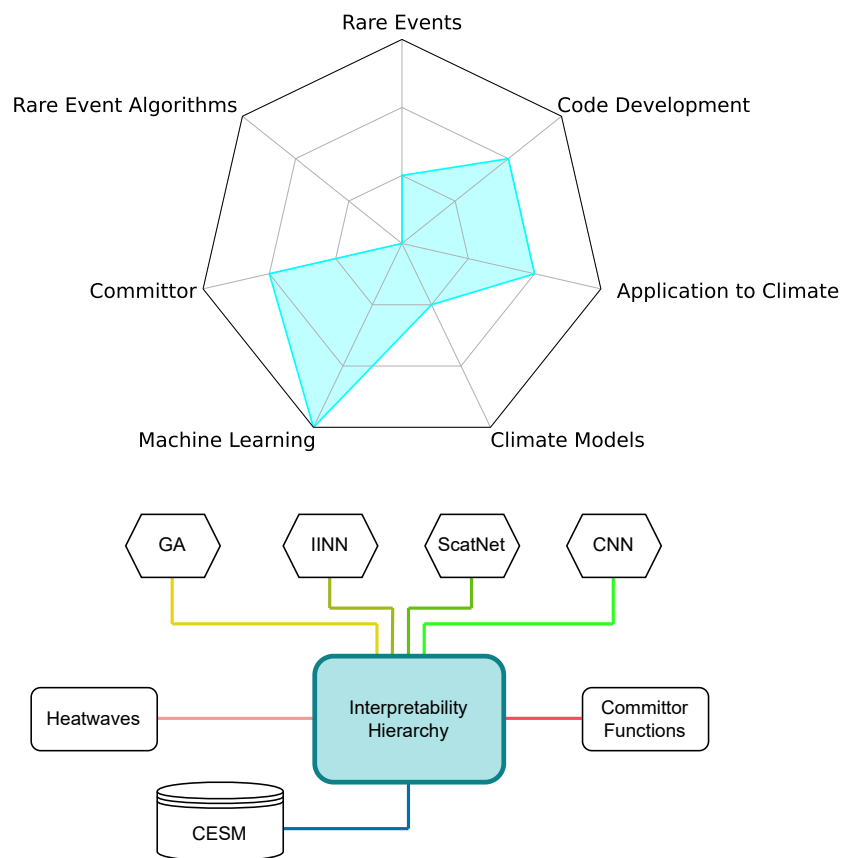 Rare Events
Rare Event Algorithms
Code Development
Committor
Application to Climate
Machine Learning
Climate Models
GA
IINN
ScatNet
CNN
Interpretability
Hierarchy
Heatwaves
Committor
Functions
CESM